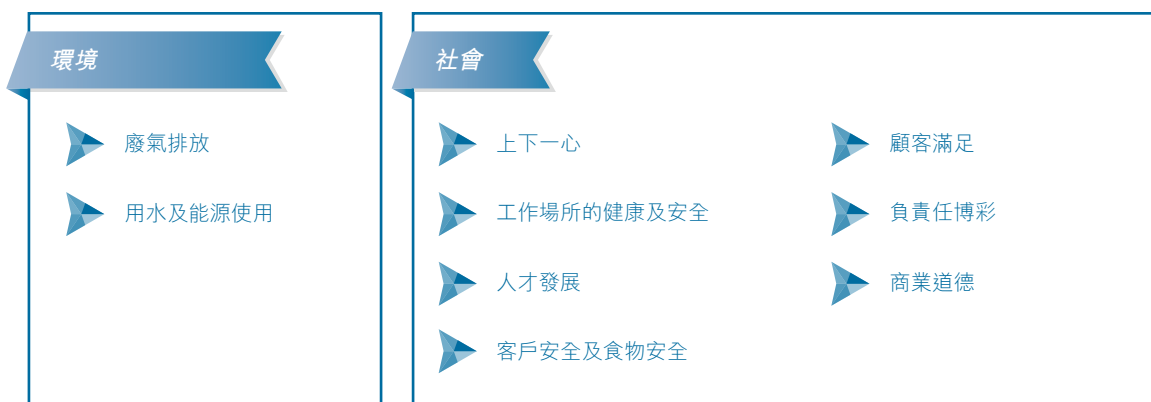 環境
廢氣排放
用水及能源使用
社會
上下一心
工作場所的健康及安全
人才發展
客戶安全及食物安全
顧客滿足
負責任博彩
商業道德